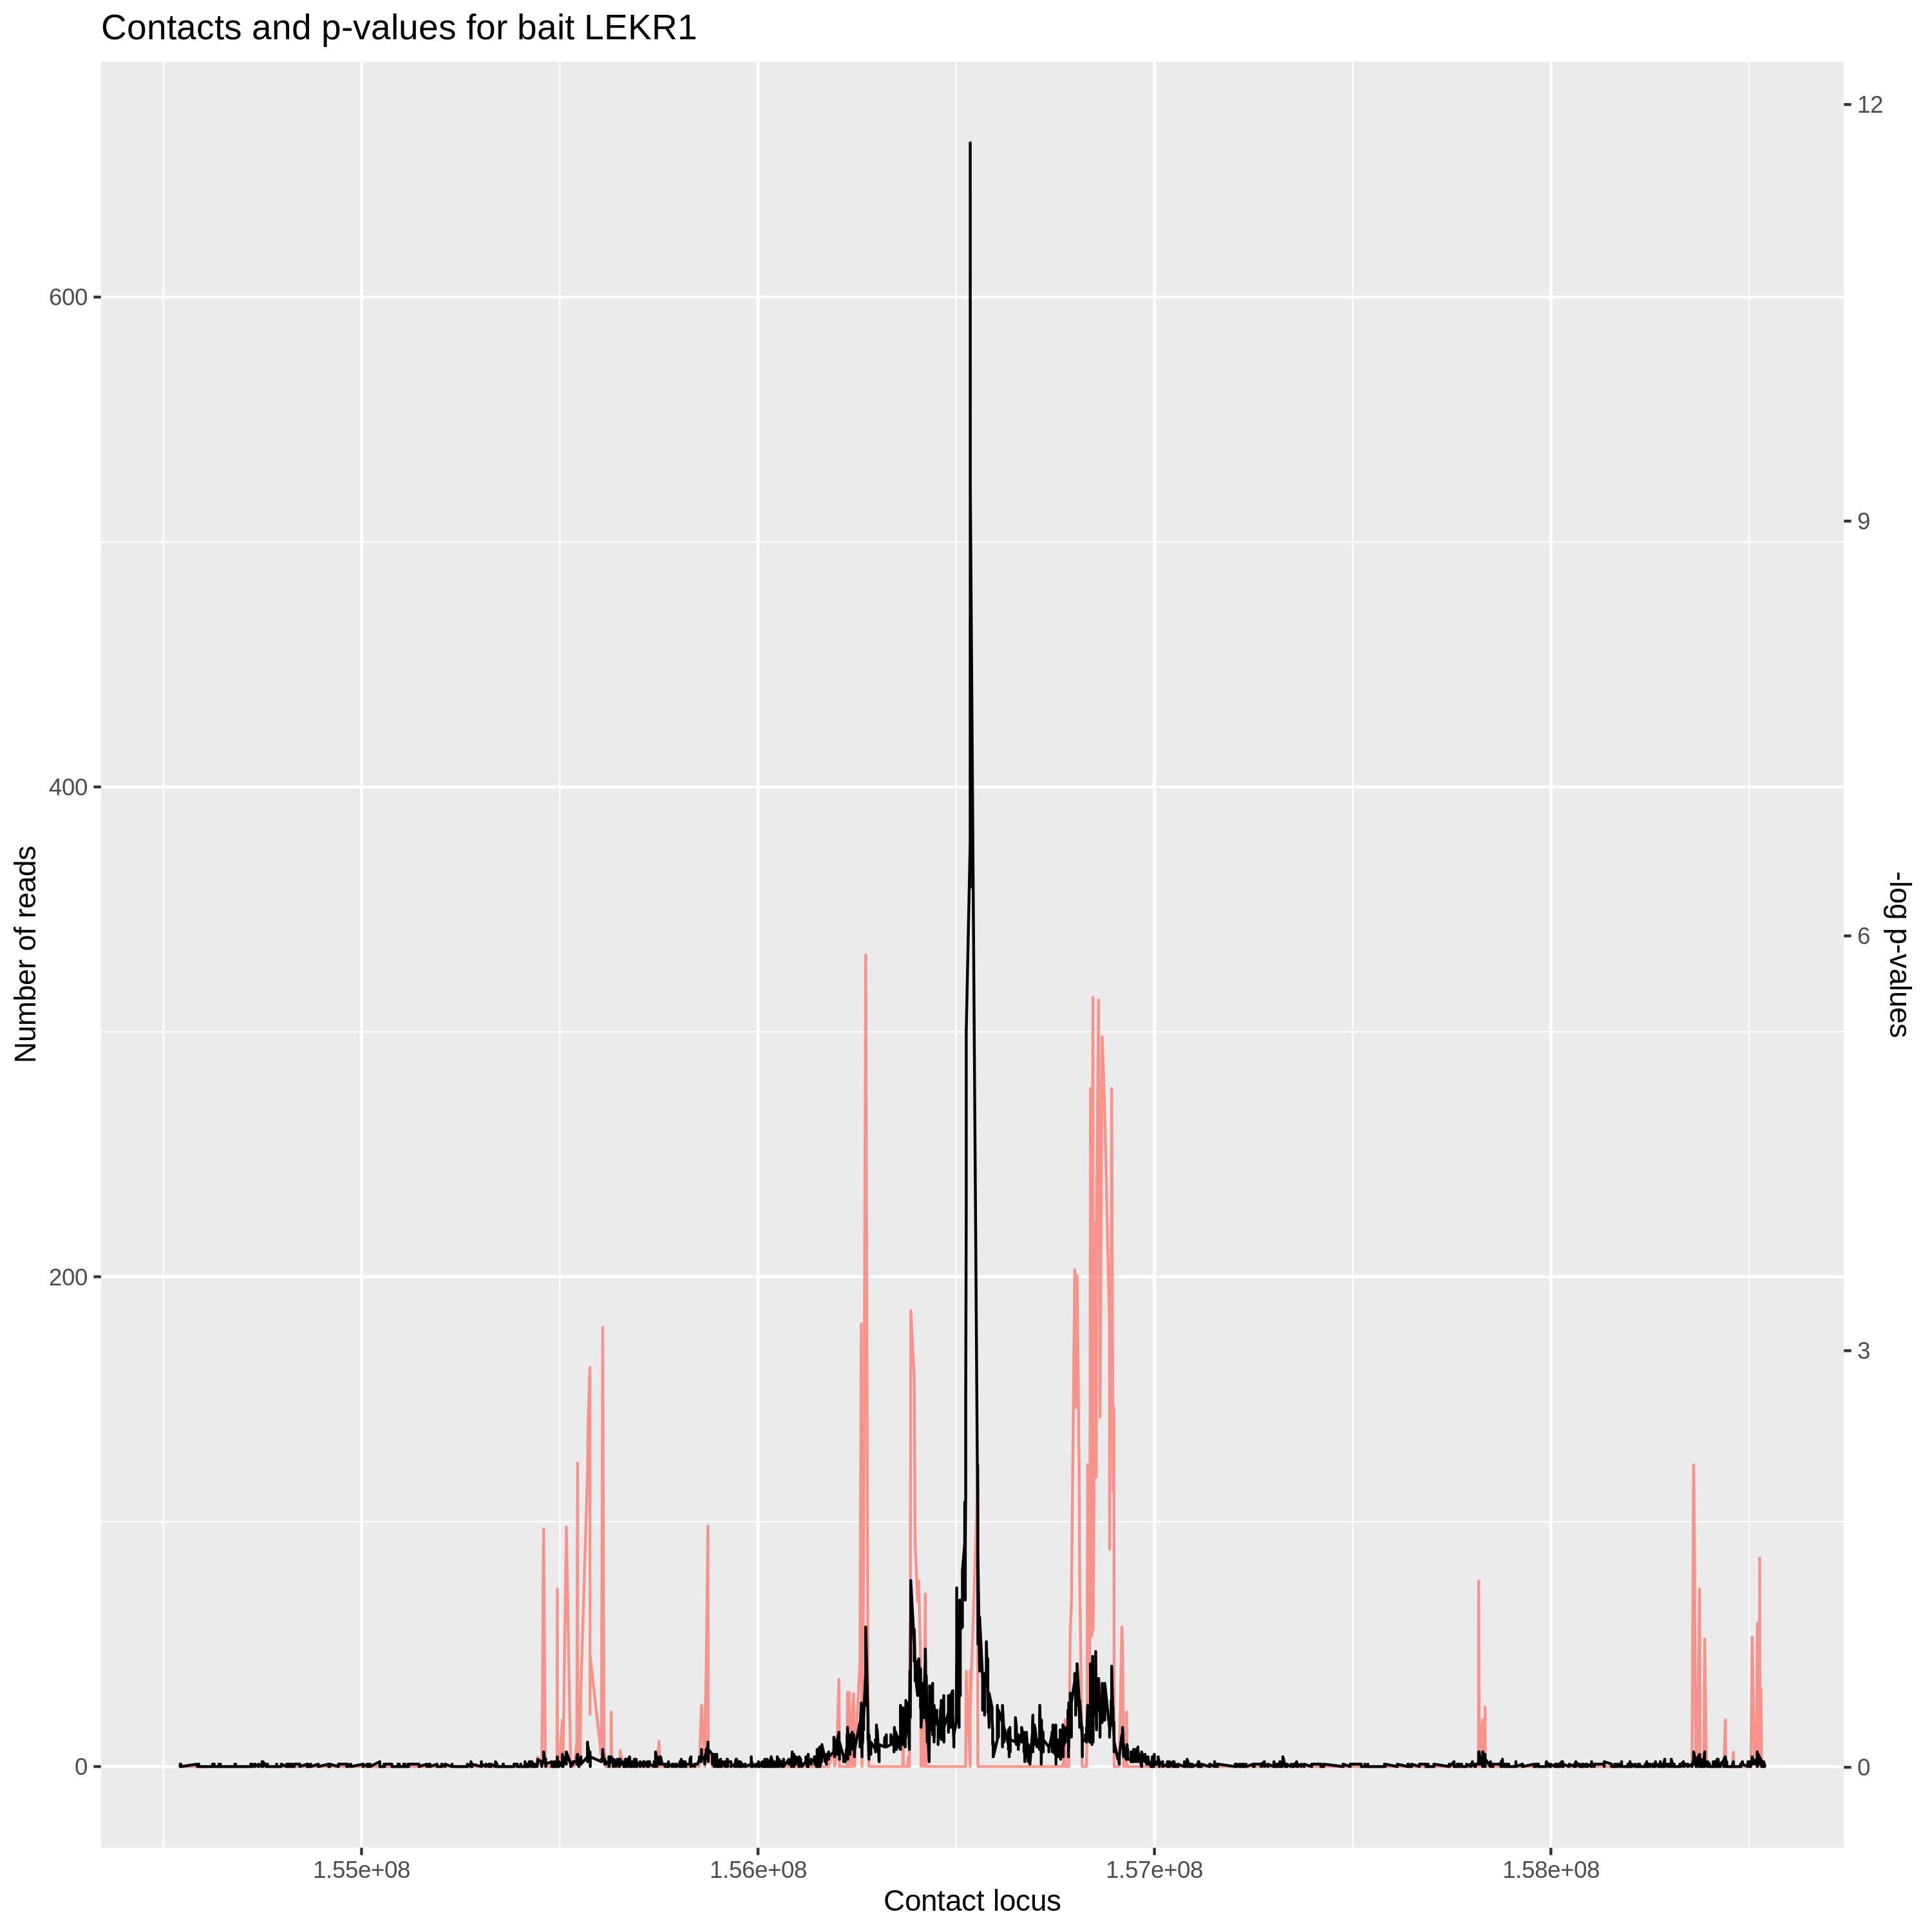 Contacts and p-values for bait LEKR1
Number of reads
600
400
200
0
12
9
6
3
0
-log p-values
1.55e+08
1.56e+08
1.57e+08
1.58e+08
Contact locus